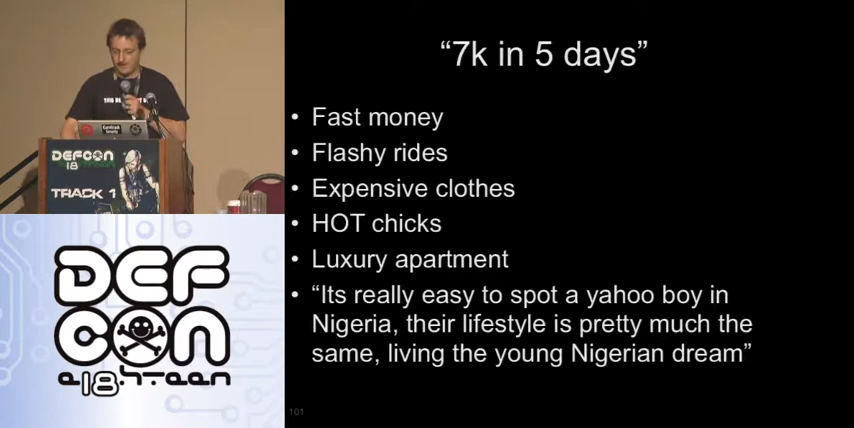 "7k in 5 days"
• Fast money
• Flashy rides
• Expensive clothes
• HOT chicks
• Luxury apartment
• "Its really easy to spot a yahoo boy in
Nigeria, their lifestyle is pretty much the
same, living the young Nigerian dream"
101
DEFCON
18
TRACK 1
DEF
CON
e18hteen